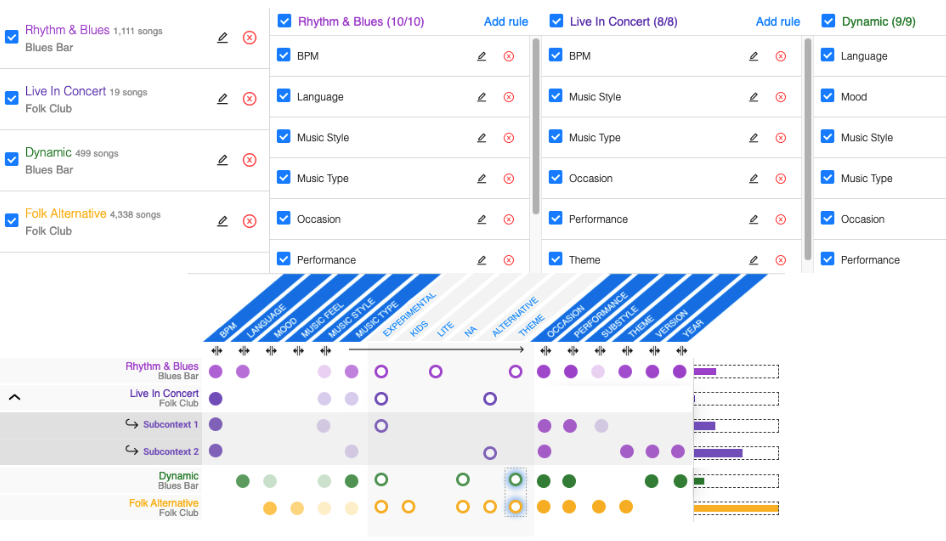 Rhythm & Blues 1,111 songs
Blues Bar
Live In Concert 19 songs
Folk Club
Dynamic 499 songs
Blues Bar
Folk Alternative 4,338 songs
Folk Club
Rhythm & Blues (10/10) Add rule
BPM
Language
Music Style
Music Type
Occasion
Performance
Live In Concert (8/8) Add rule
BPM
Music Style
Music Type
Occasion
Performance
Theme
Dynamic (9/9)
Language
Mood
Music Style
Music Type
Occasion
Performance
BPM
LANGUAGE
MOOD
MUSIC FEEL
MUSIC STYLE
MUSIC TYPE
EXPERIMENTAL
KIDS
LITE
NA
ALTERNATIVE
THEME
OCCASION
PERFORMANCE
SUBSTYLE
THEME
VERSION
YEAR
Rhythm & Blues
Blues Bar
Live In Concert
Folk Club
Subcontext 1
Subcontext 2
Dynamic
Blues Bar
Folk Alternative
Folk Club